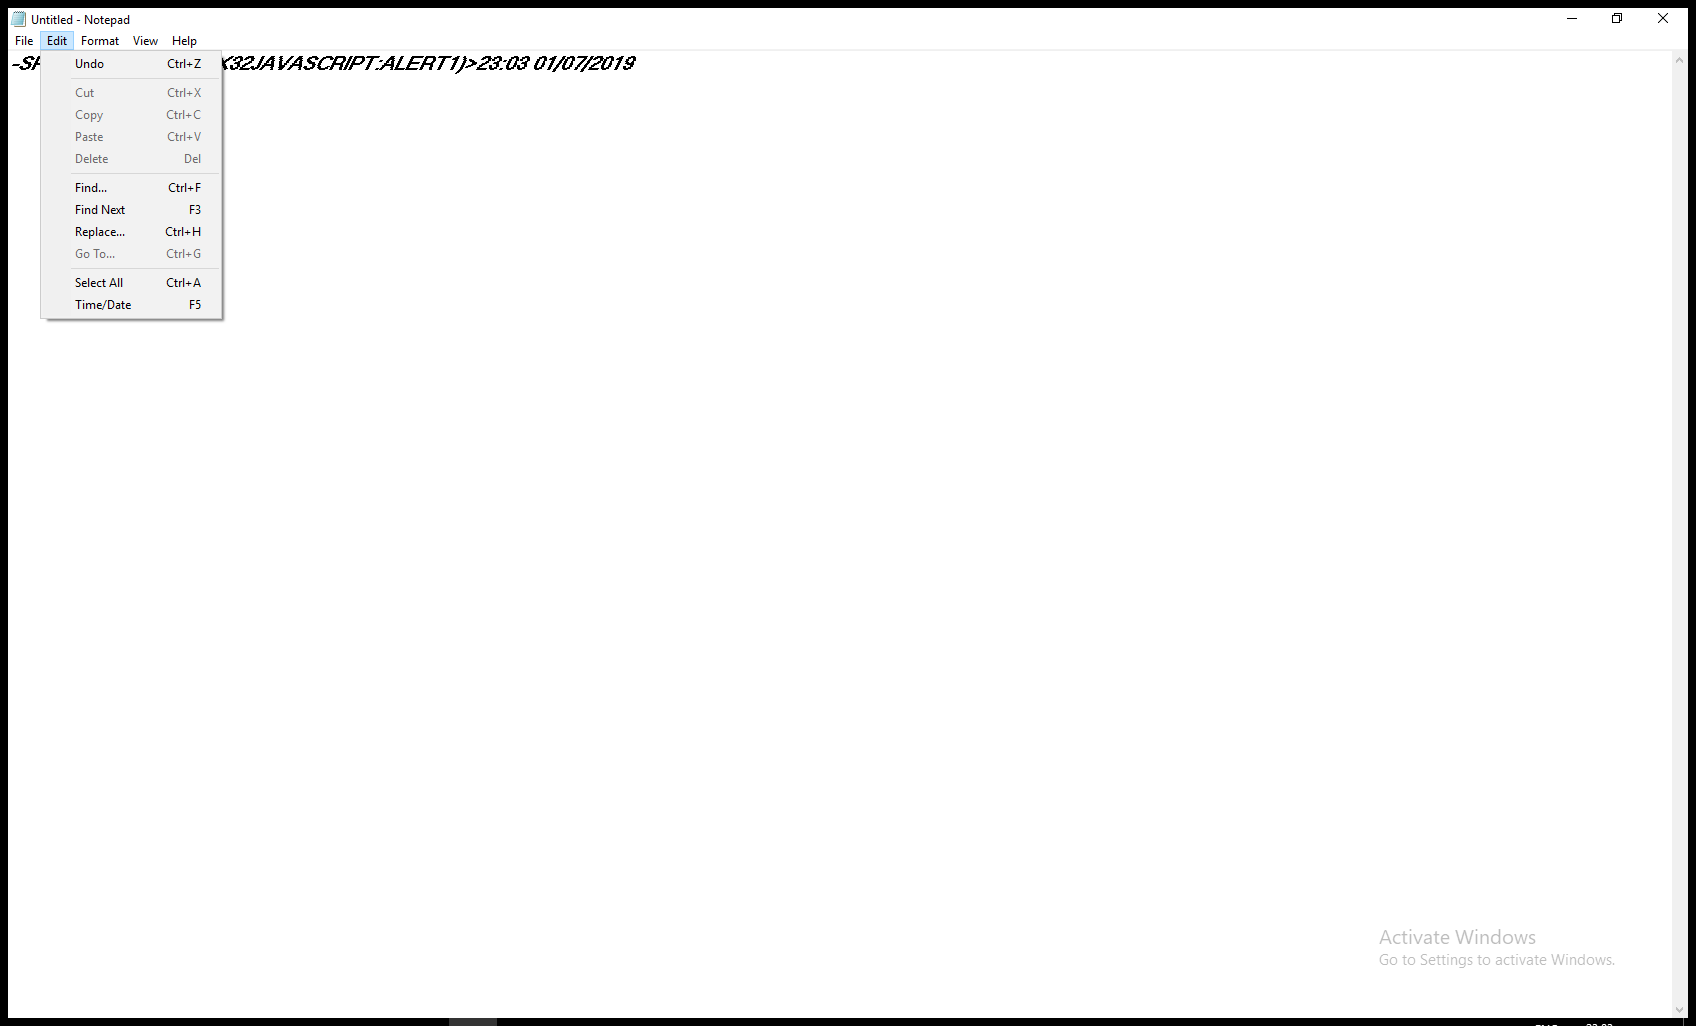 Untitled - Notepad
File Edit Format View Help
X32JAVASCRIPT:ALERT1)>23:03 01/07/2019
Undo Ctrl+Z
Cut Ctrl+X
Copy Ctrl+C
Paste Ctrl+V
Delete Del
Find... Ctrl+F
Find Next F3
Replace... Ctrl+H
Go To... Ctrl+G
Select All Ctrl+A
Time/Date F5
Activate Windows
Go to Settings to activate Windows.